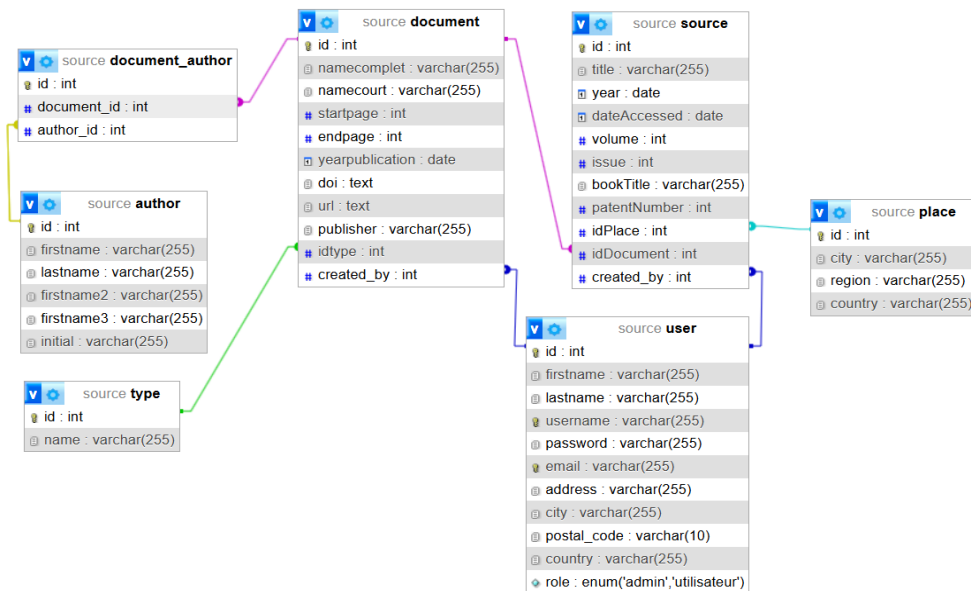 v source document_author
id : int
# document_id : int
# author_id : int
v source author
id : int
firstname : varchar(255)
lastname : varchar(255)
firstname2 : varchar(255)
firstname3 : varchar(255)
initial : varchar(255)
v source type
id : int
name : varchar(255)
v source document
id : int
namecomplet : varchar(255)
namecourt : varchar(255)
# startpage : int
# endpage : int
yearpublication : date
doi : text
url : text
publisher : varchar(255)
# idtype : int
# created_by : int
v source source
id : int
title : varchar(255)
year : date
dateAccessed : date
# volume : int
# issue : int
bookTitle : varchar(255)
# patentNumber : int
# idPlace : int
# idDocument : int
# created_by : int
v source user
id : int
firstname : varchar(255)
lastname : varchar(255)
username : varchar(255)
password : varchar(255)
email : varchar(255)
address : varchar(255)
city : varchar(255)
postal_code : varchar(10)
country : varchar(255)
role : enum('admin','utilisateur')
v source place
id : int
city : varchar(255)
region : varchar(255)
country : varchar(255)